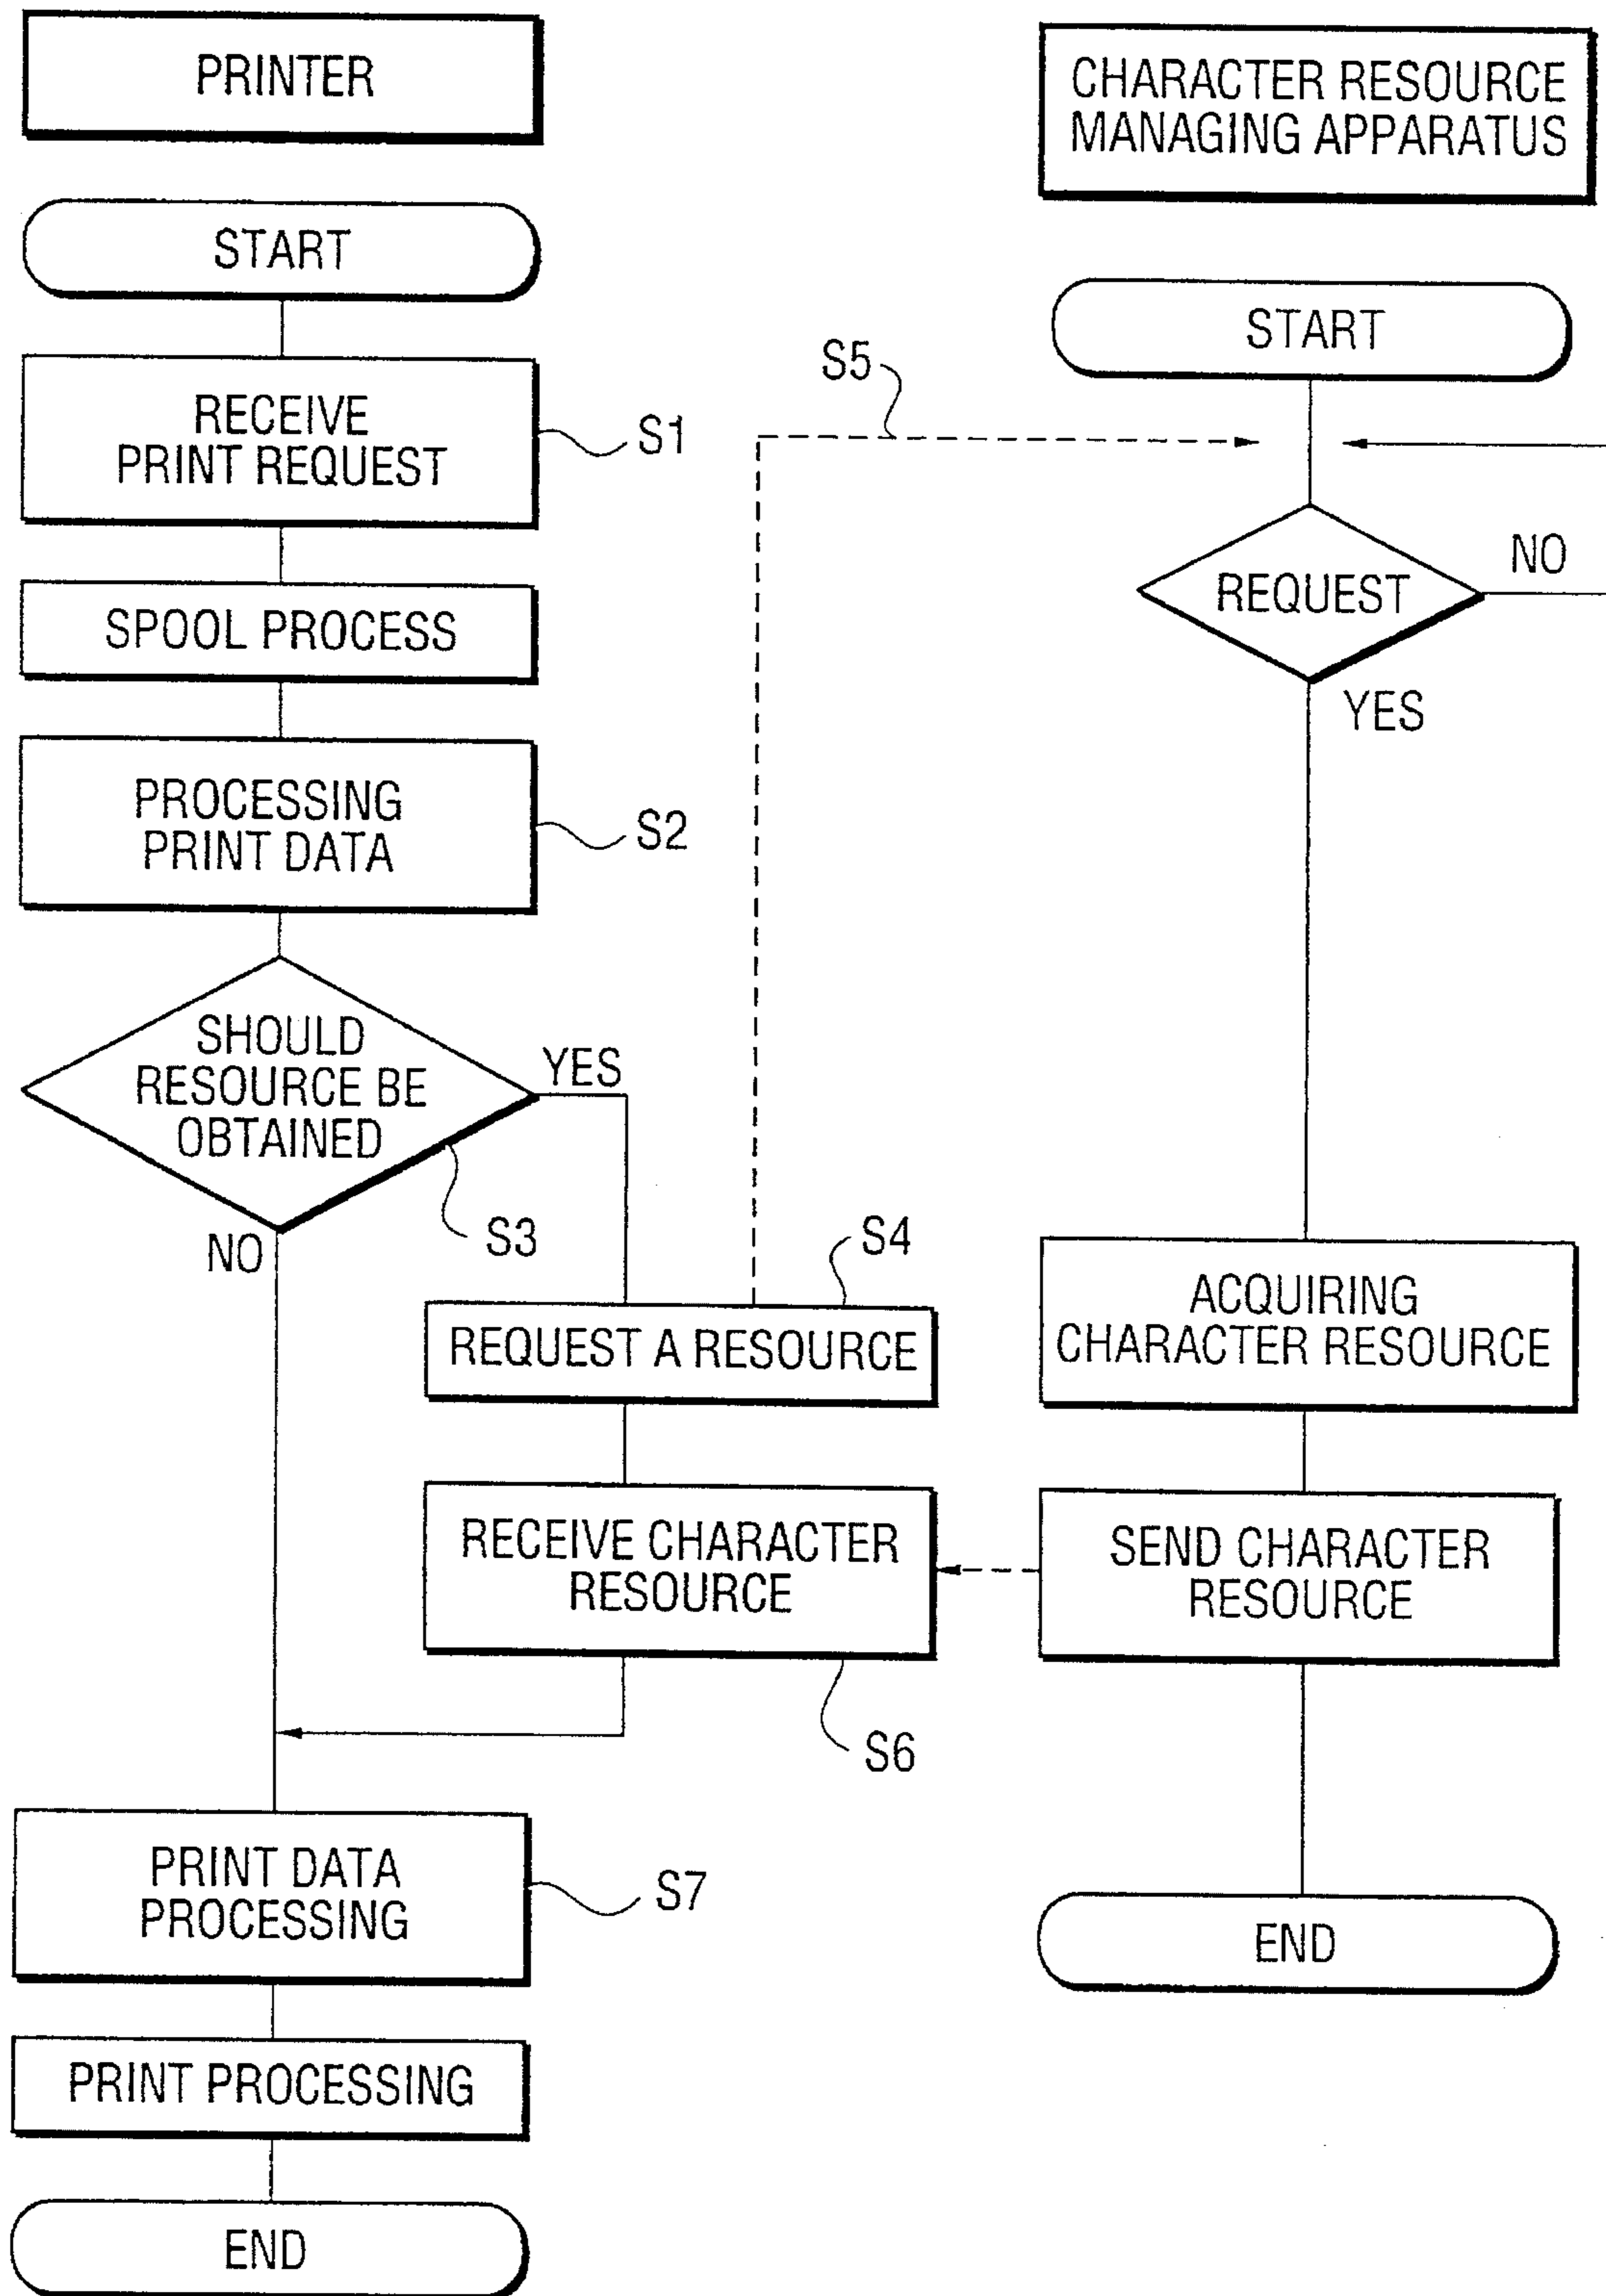 PRINTER
START
RECEIVE
PRINT REQUEST
S1
SPOOL PROCESS
PROCESSING
PRINT DATA
S2
SHOULD
RESOURCE BE
OBTAINED
YES
S3
NO
S4
REQUEST A RESOURCE
RECEIVE CHARACTER
RESOURCE
S6
PRINT DATA
PROCESSING
S7
PRINT PROCESSING
END
CHARACTER RESOURCE
MANAGING APPARATUS
START
S5
REQUEST
NO
YES
ACQUIRING
CHARACTER RESOURCE
SEND CHARACTER
RESOURCE
END